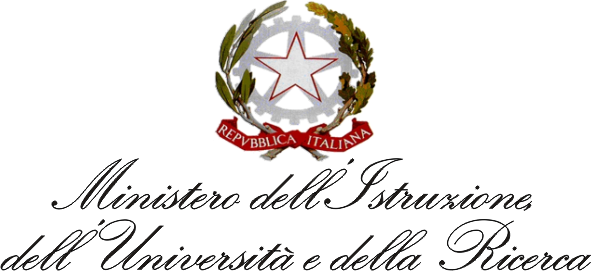 REPVBBLICA ITALIANA
Ministero dell'Istruzione,
dell'Università e della Ricerca